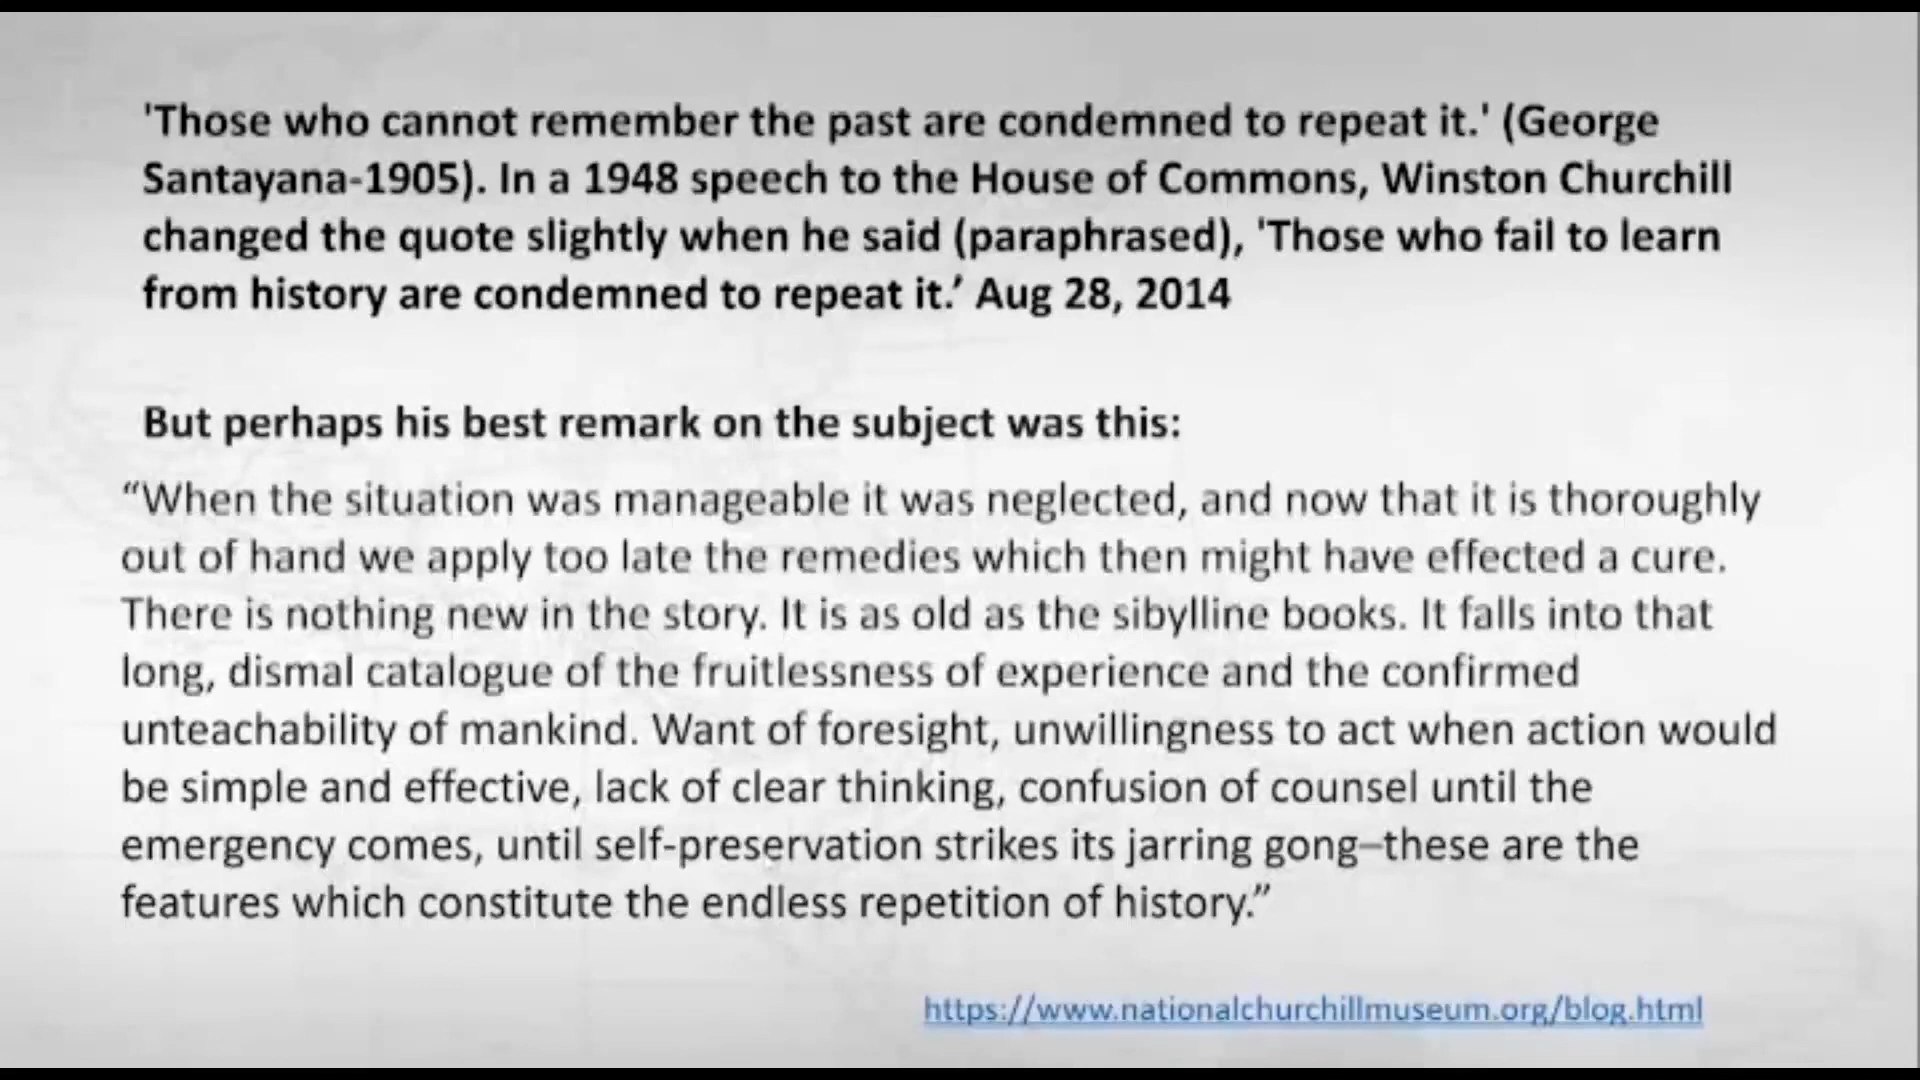 'Those who cannot remember the past are condemned to repeat it.' (George
Santayana-1905). In a 1948 speech to the House of Commons, Winston Churchill
changed the quote slightly when he said (paraphrased), 'Those who fail to learn
from history are condemned to repeat it.’ Aug 28, 2014
But perhaps his best remark on the subject was this:
“When the situation was manageable it was neglected, and now that it is thoroughly
out of hand we apply too late the remedies which then might have effected a cure.
There is nothing new in the story. It is as old as the sibylline books. It falls into that
long, dismal catalogue of the fruitlessness of experience and the confirmed
unteachability of mankind. Want of foresight, unwillingness to act when action would
be simple and effective, lack of clear thinking, confusion of counsel until the
emergency comes, until self-preservation strikes its jarring gong–these are the
features which constitute the endless repetition of history.”
https://www.nationalchurchillmuseum.org/blog.html